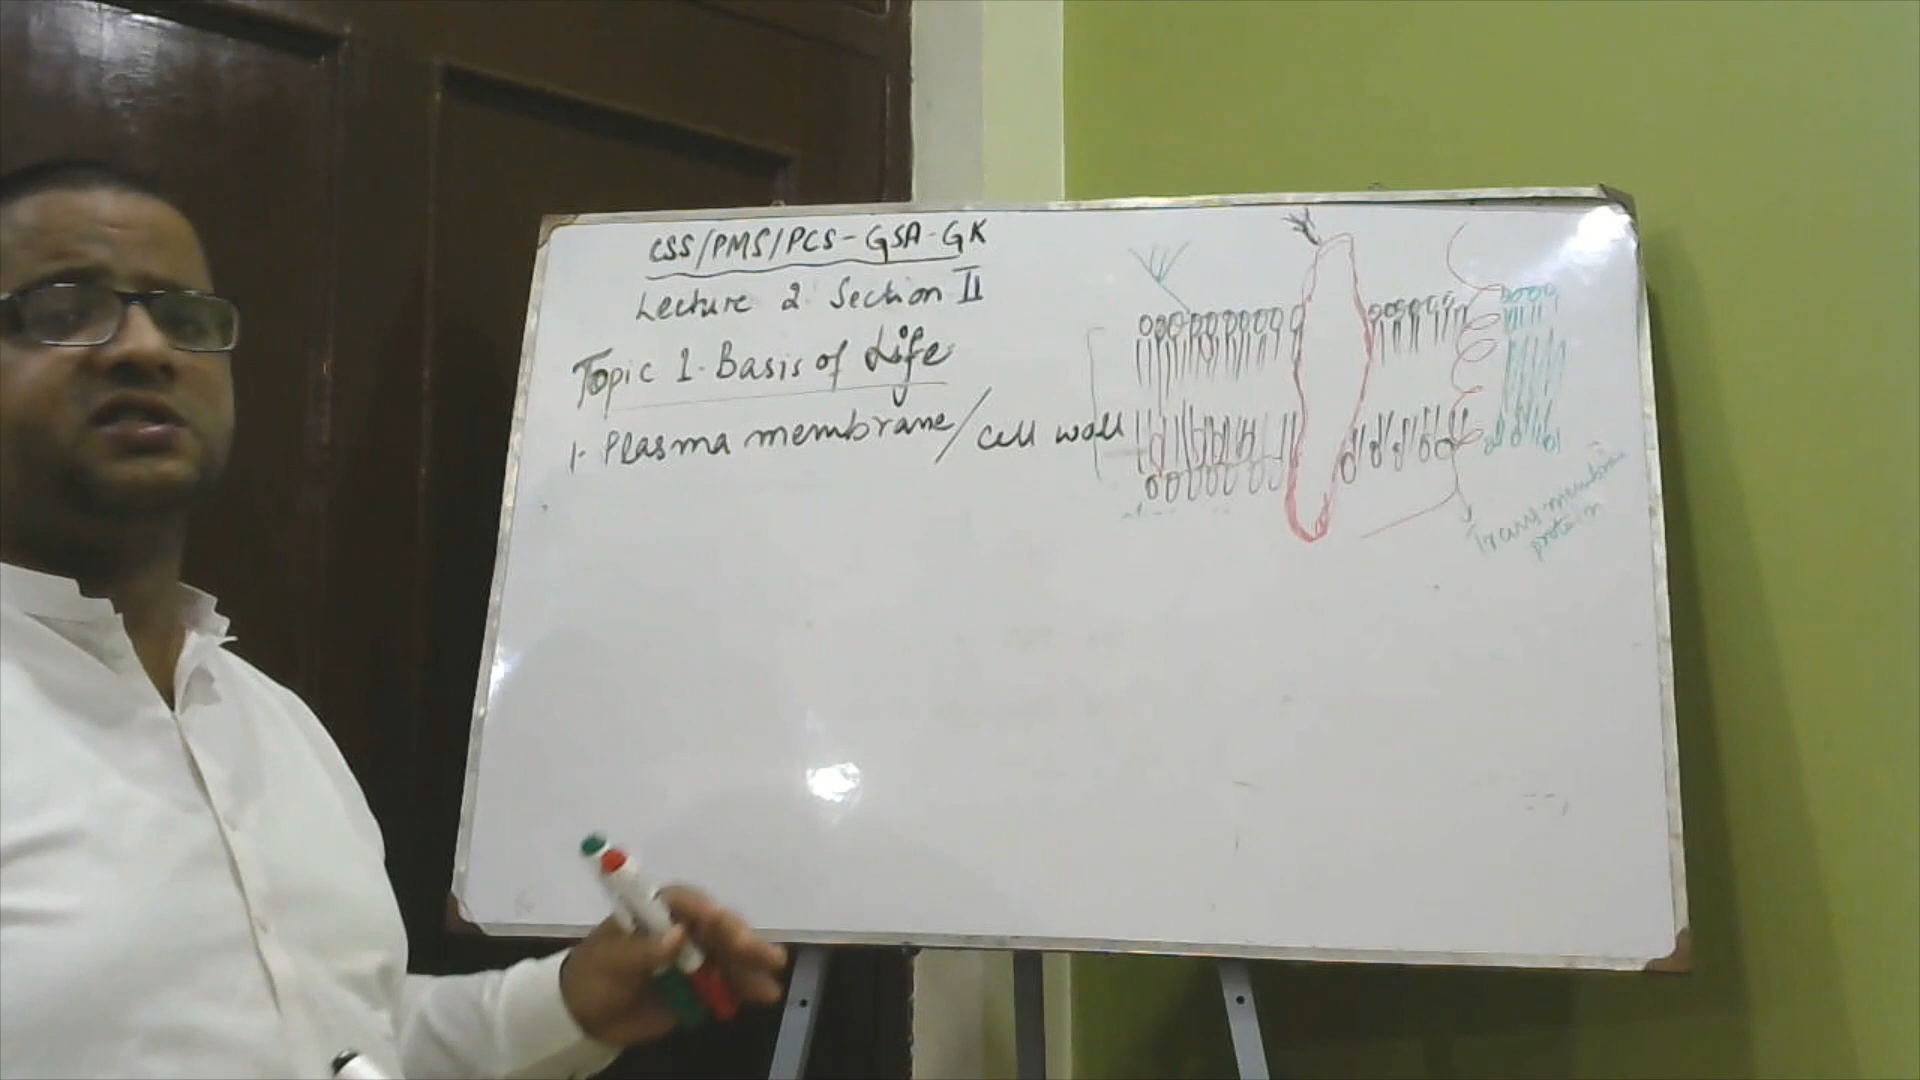 CSS/PMS/PCS-GSA-GK
Lecture 2 Section II
Topic 1. Basis of Life
1. Plasma membrane/cell wall
Trans-membrane
protein